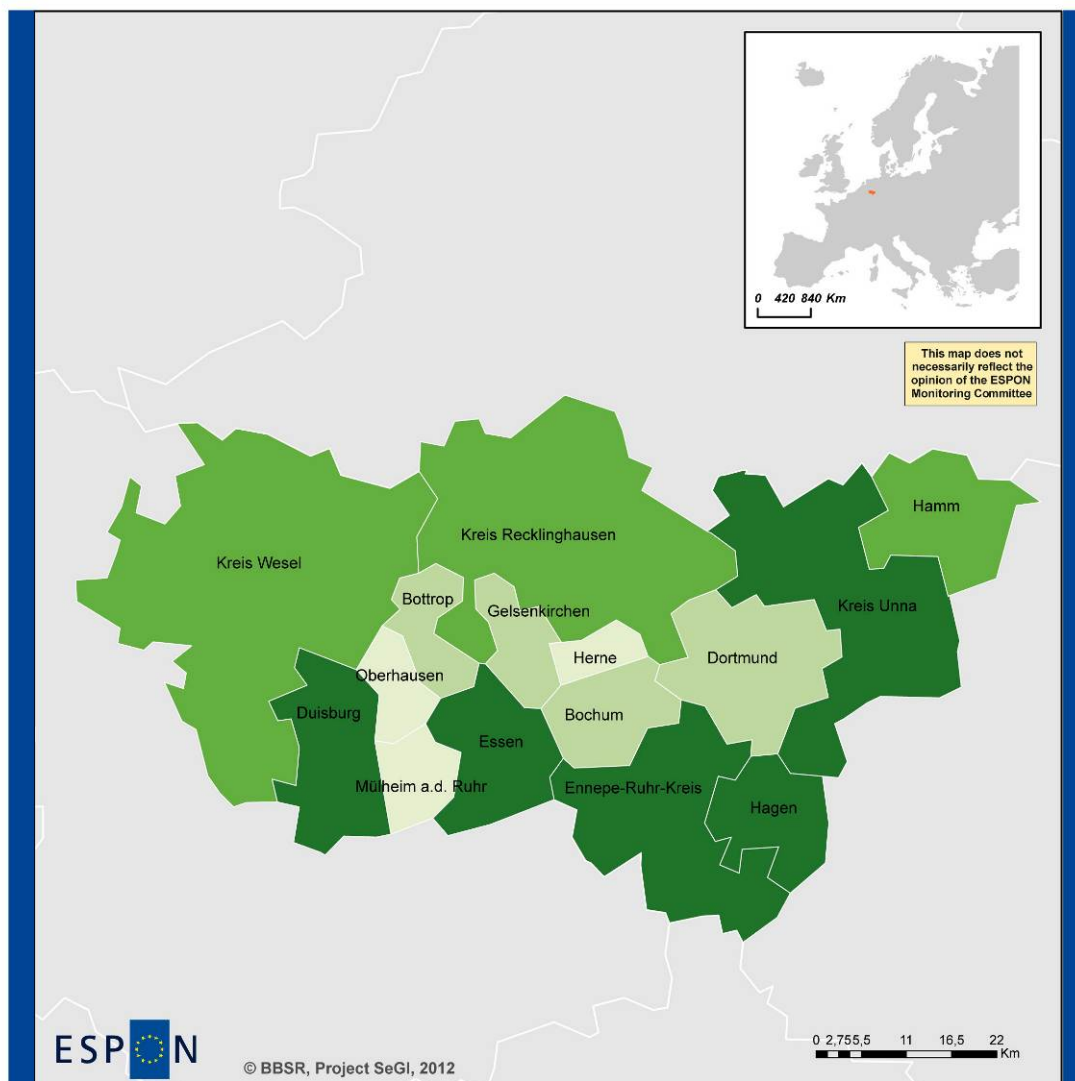 0 420 840 Km
This map does not
necessarily reflect the
opinion of the ESPON
Monitoring Committee
Hamm
Kreis Recklinghausen
Kreis Wesel
Bottrop
Gelsenkirchen
Kreis Unna
Herne
Dortmund
Oberhausen
Duisburg
Bochum
Essen
Mülheim a.d. Ruhr
Ennepe-Ruhr-Kreis
Hagen
ESPON
© BBSR, Project SeGI, 2012
0 2,755,5 11 16,5 22
Km